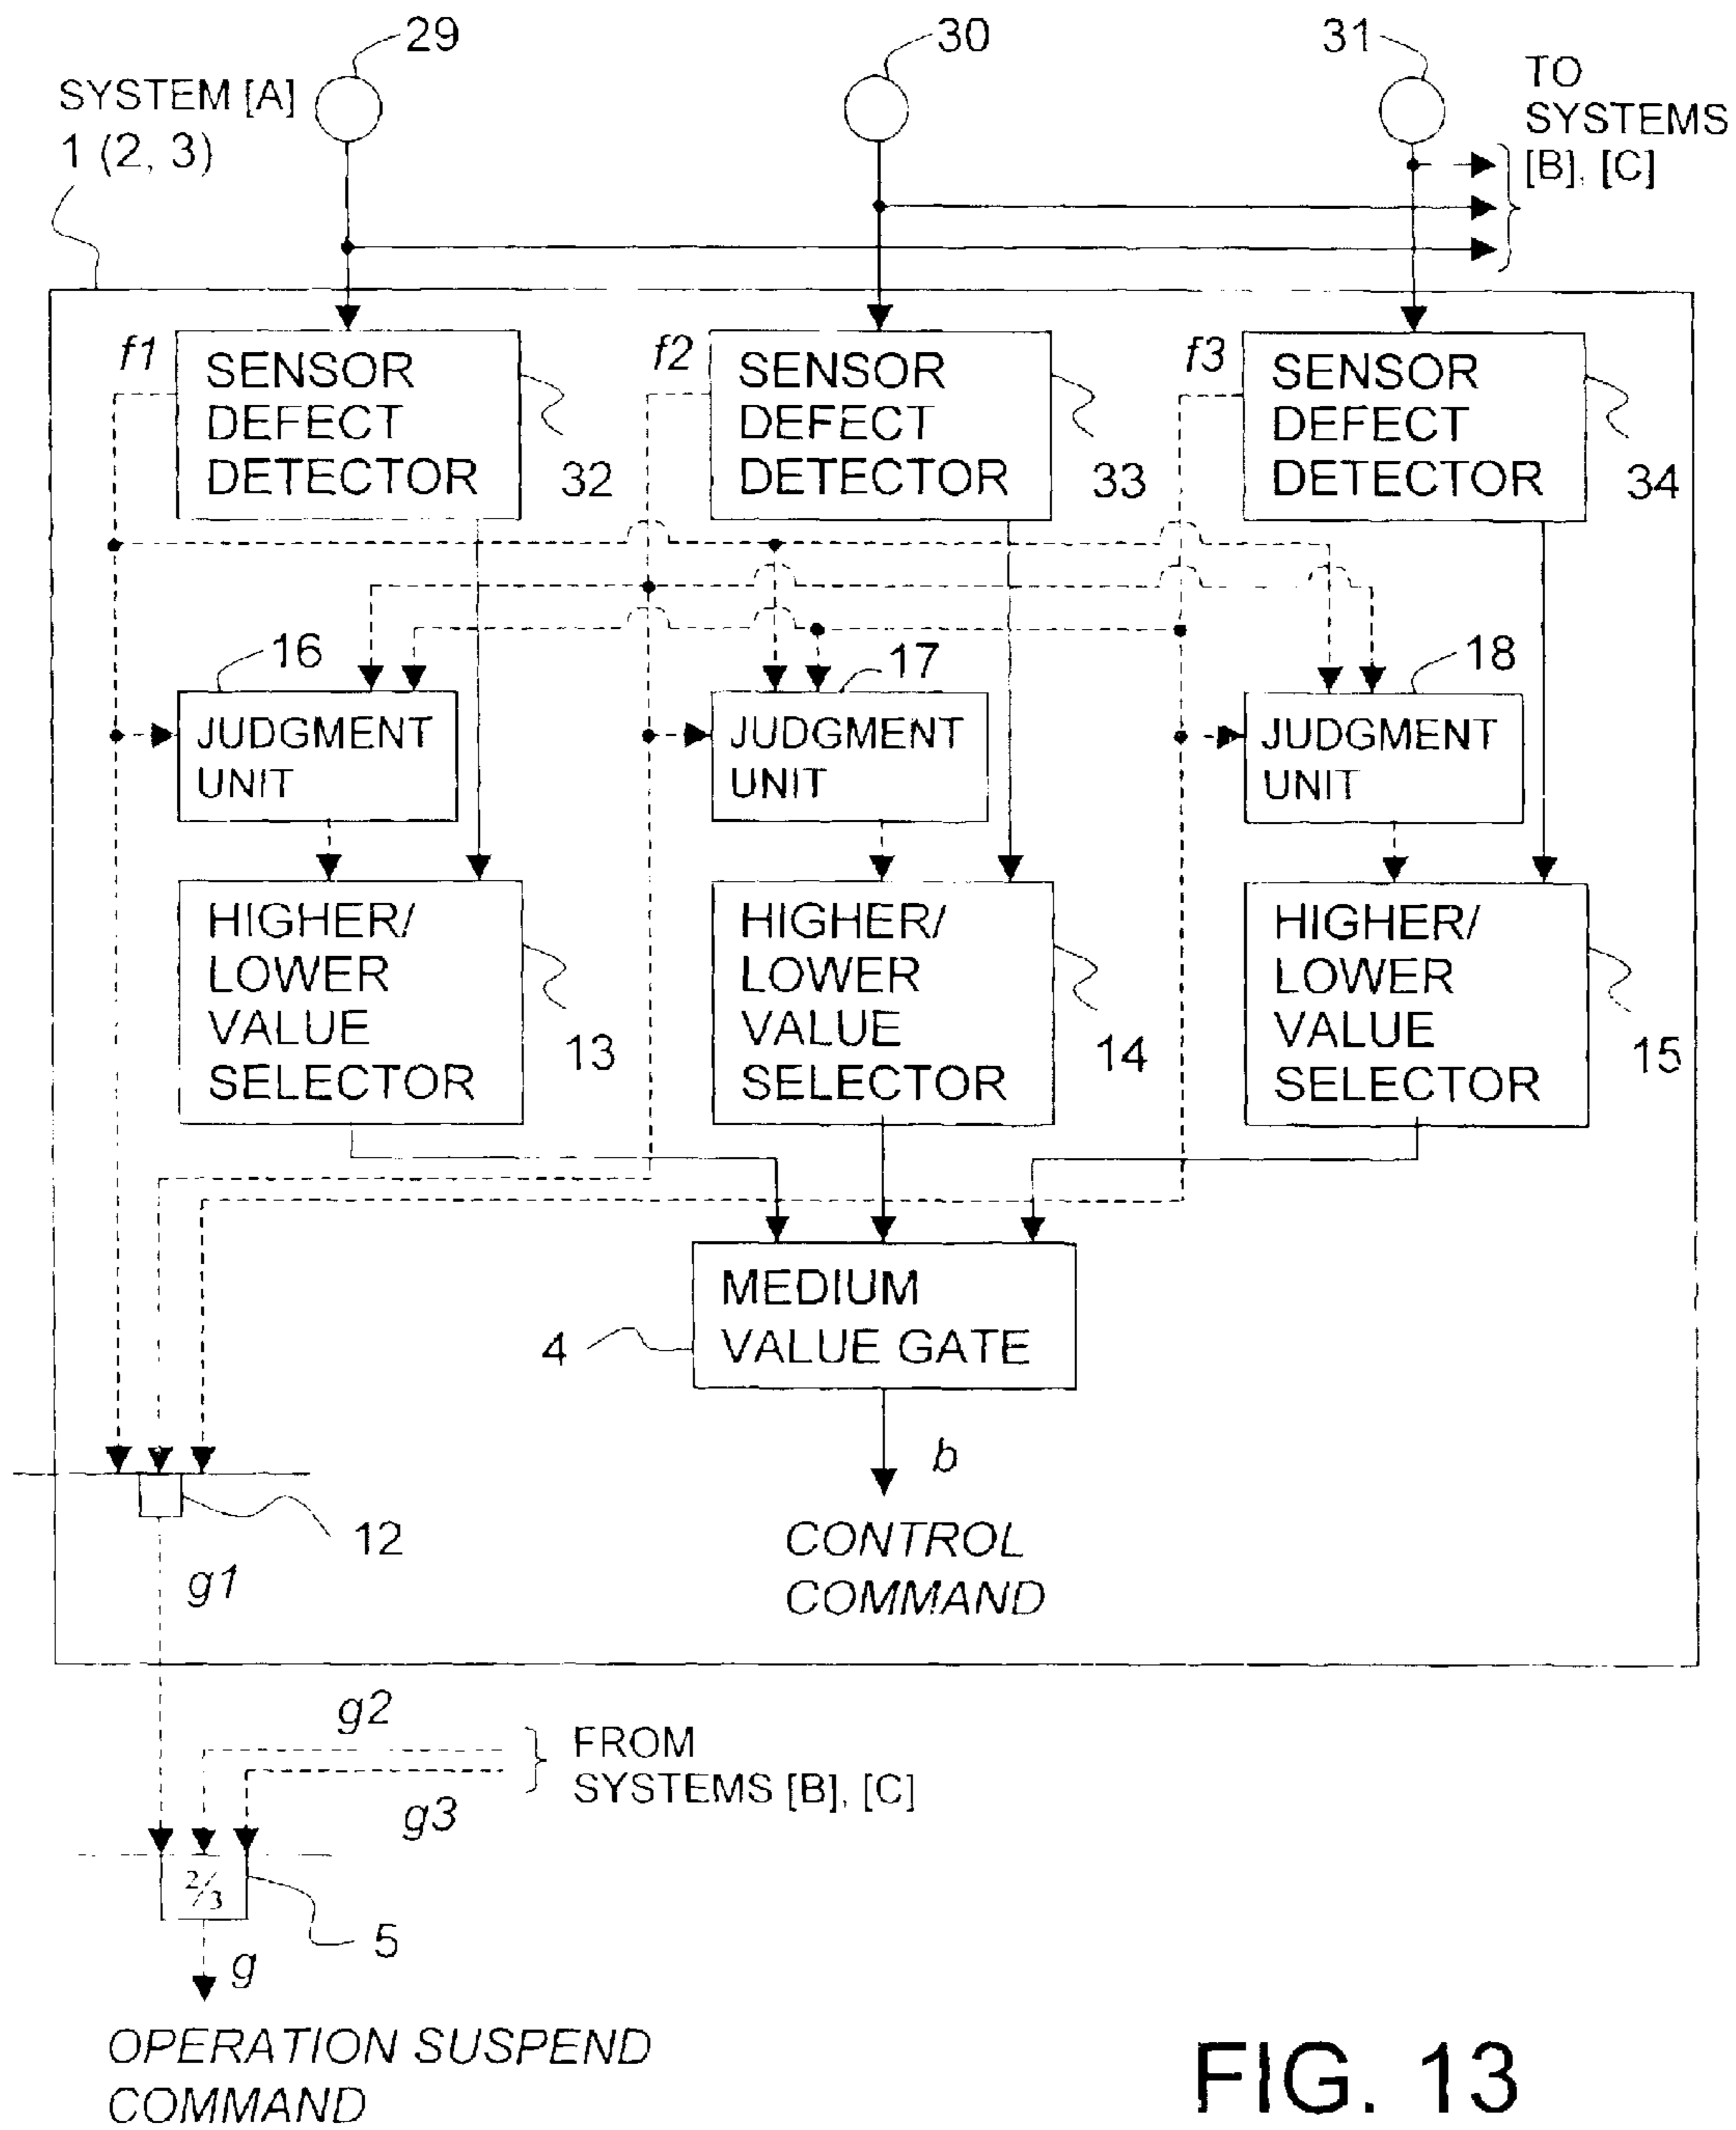 29
30
31
SYSTEM [A]
1 (2, 3)
TO
SYSTEMS
[B], [C]
f1
SENSOR
DEFECT
DETECTOR
32
f2
SENSOR
DEFECT
DETECTOR
33
f3
SENSOR
DEFECT
DETECTOR
34
16
JUDGMENT
UNIT
17
JUDGMENT
UNIT
18
JUDGMENT
UNIT
HIGHER/
LOWER
VALUE
SELECTOR
13
HIGHER/
LOWER
VALUE
SELECTOR
14
HIGHER/
LOWER
VALUE
SELECTOR
15
MEDIUM
VALUE GATE
4
b
CONTROL
COMMAND
12
g1
g2
g3
FROM
SYSTEMS [B], [C]
2/3
5
g
OPERATION SUSPEND
COMMAND
FIG. 13